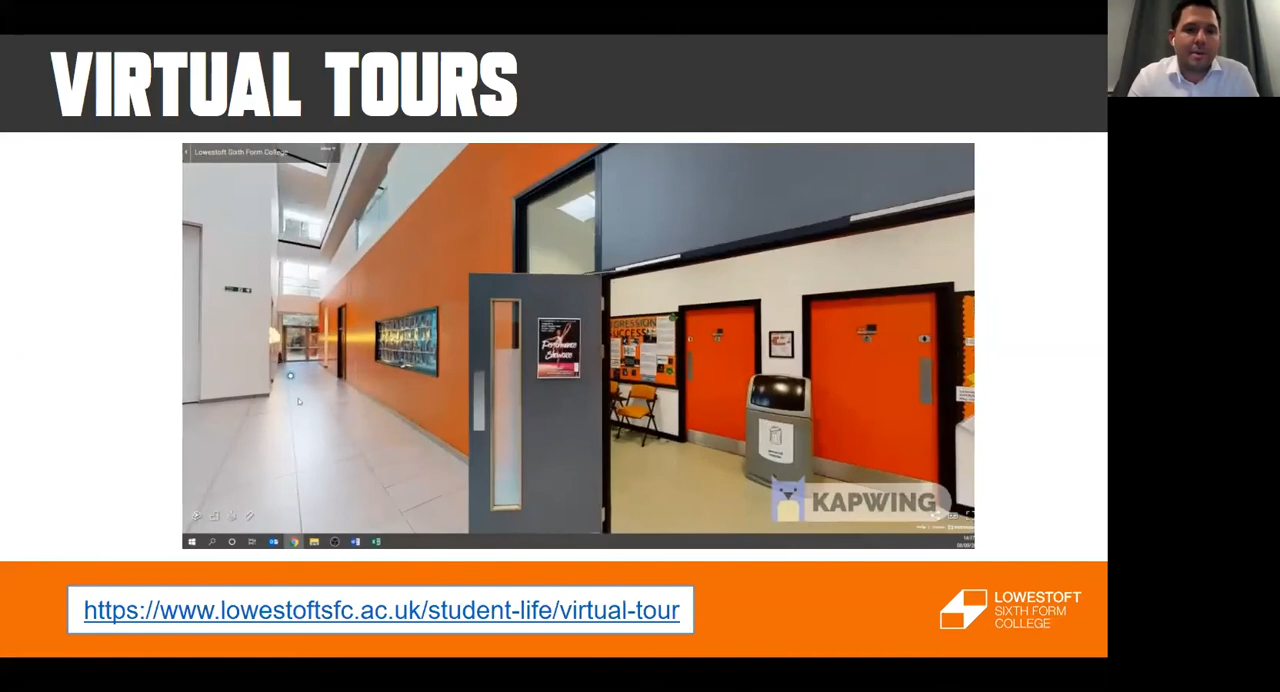 VIRTUAL TOURS
Lowestoft Sixth Form College
SUCCESS!
Performance
Showcase
KAPWING
https://www.lowestoftsfc.ac.uk/student-life/virtual-tour
LOWESTOFT
SIXTH FORM
COLLEGE